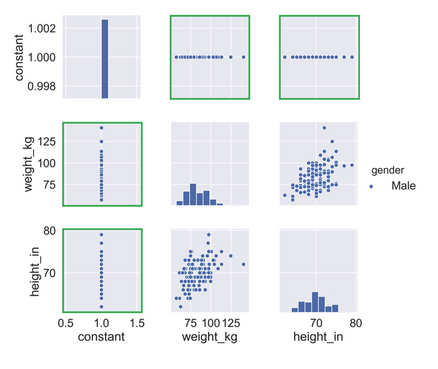 1.002
1.000
0.998
constant
125
100
75
weight_kg
gender
Male
80
70
height_in
0.5 1.0 1.5
75 100 125
70 80
constant
weight_kg
height_in